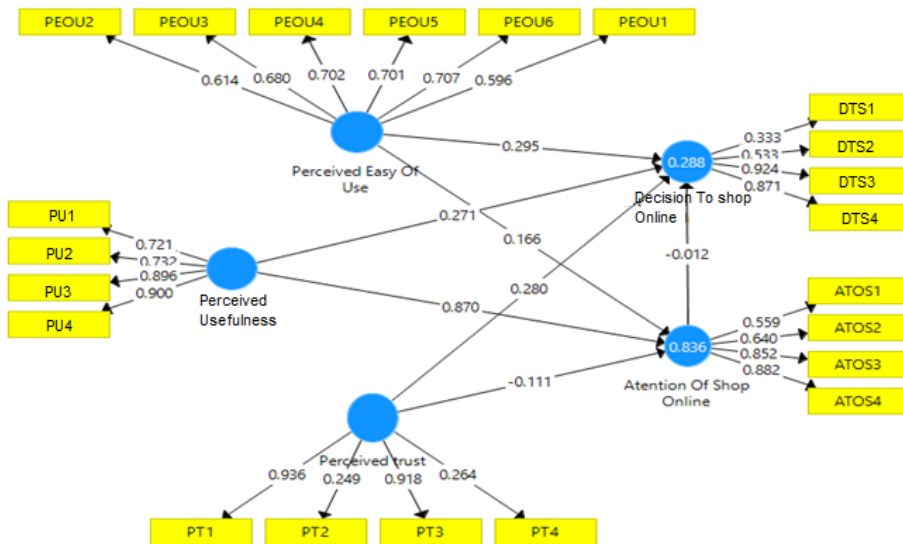 PEOU2 PEOU3 PEOU4 PEOU5 PEOU6 PEOU1
0.614 0.680 0.702 0.701 0.707 0.596
Perceived Easy Of
Use
0.295
0.288
Decision To shop
Online
DTS1
DTS2
DTS3
DTS4
0.333
0.533
0.924
0.871
PU1
PU2
PU3
PU4
0.721
0.732
0.896
0.900
Perceived
Usefulness
0.271
0.166
-0.012
0.280
0.870
-0.111
0.836
Atention Of Shop
Online
ATOS1
ATOS2
ATOS3
ATOS4
0.559
0.640
0.852
0.882
Perceived trust
0.936 0.249 0.918 0.264
PT1 PT2 PT3 PT4